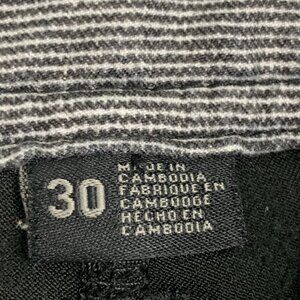 30
MADE IN
CAMBODIA
FABRIQUE EN
CAMBODGE
HECHO EN
CAMBODIA